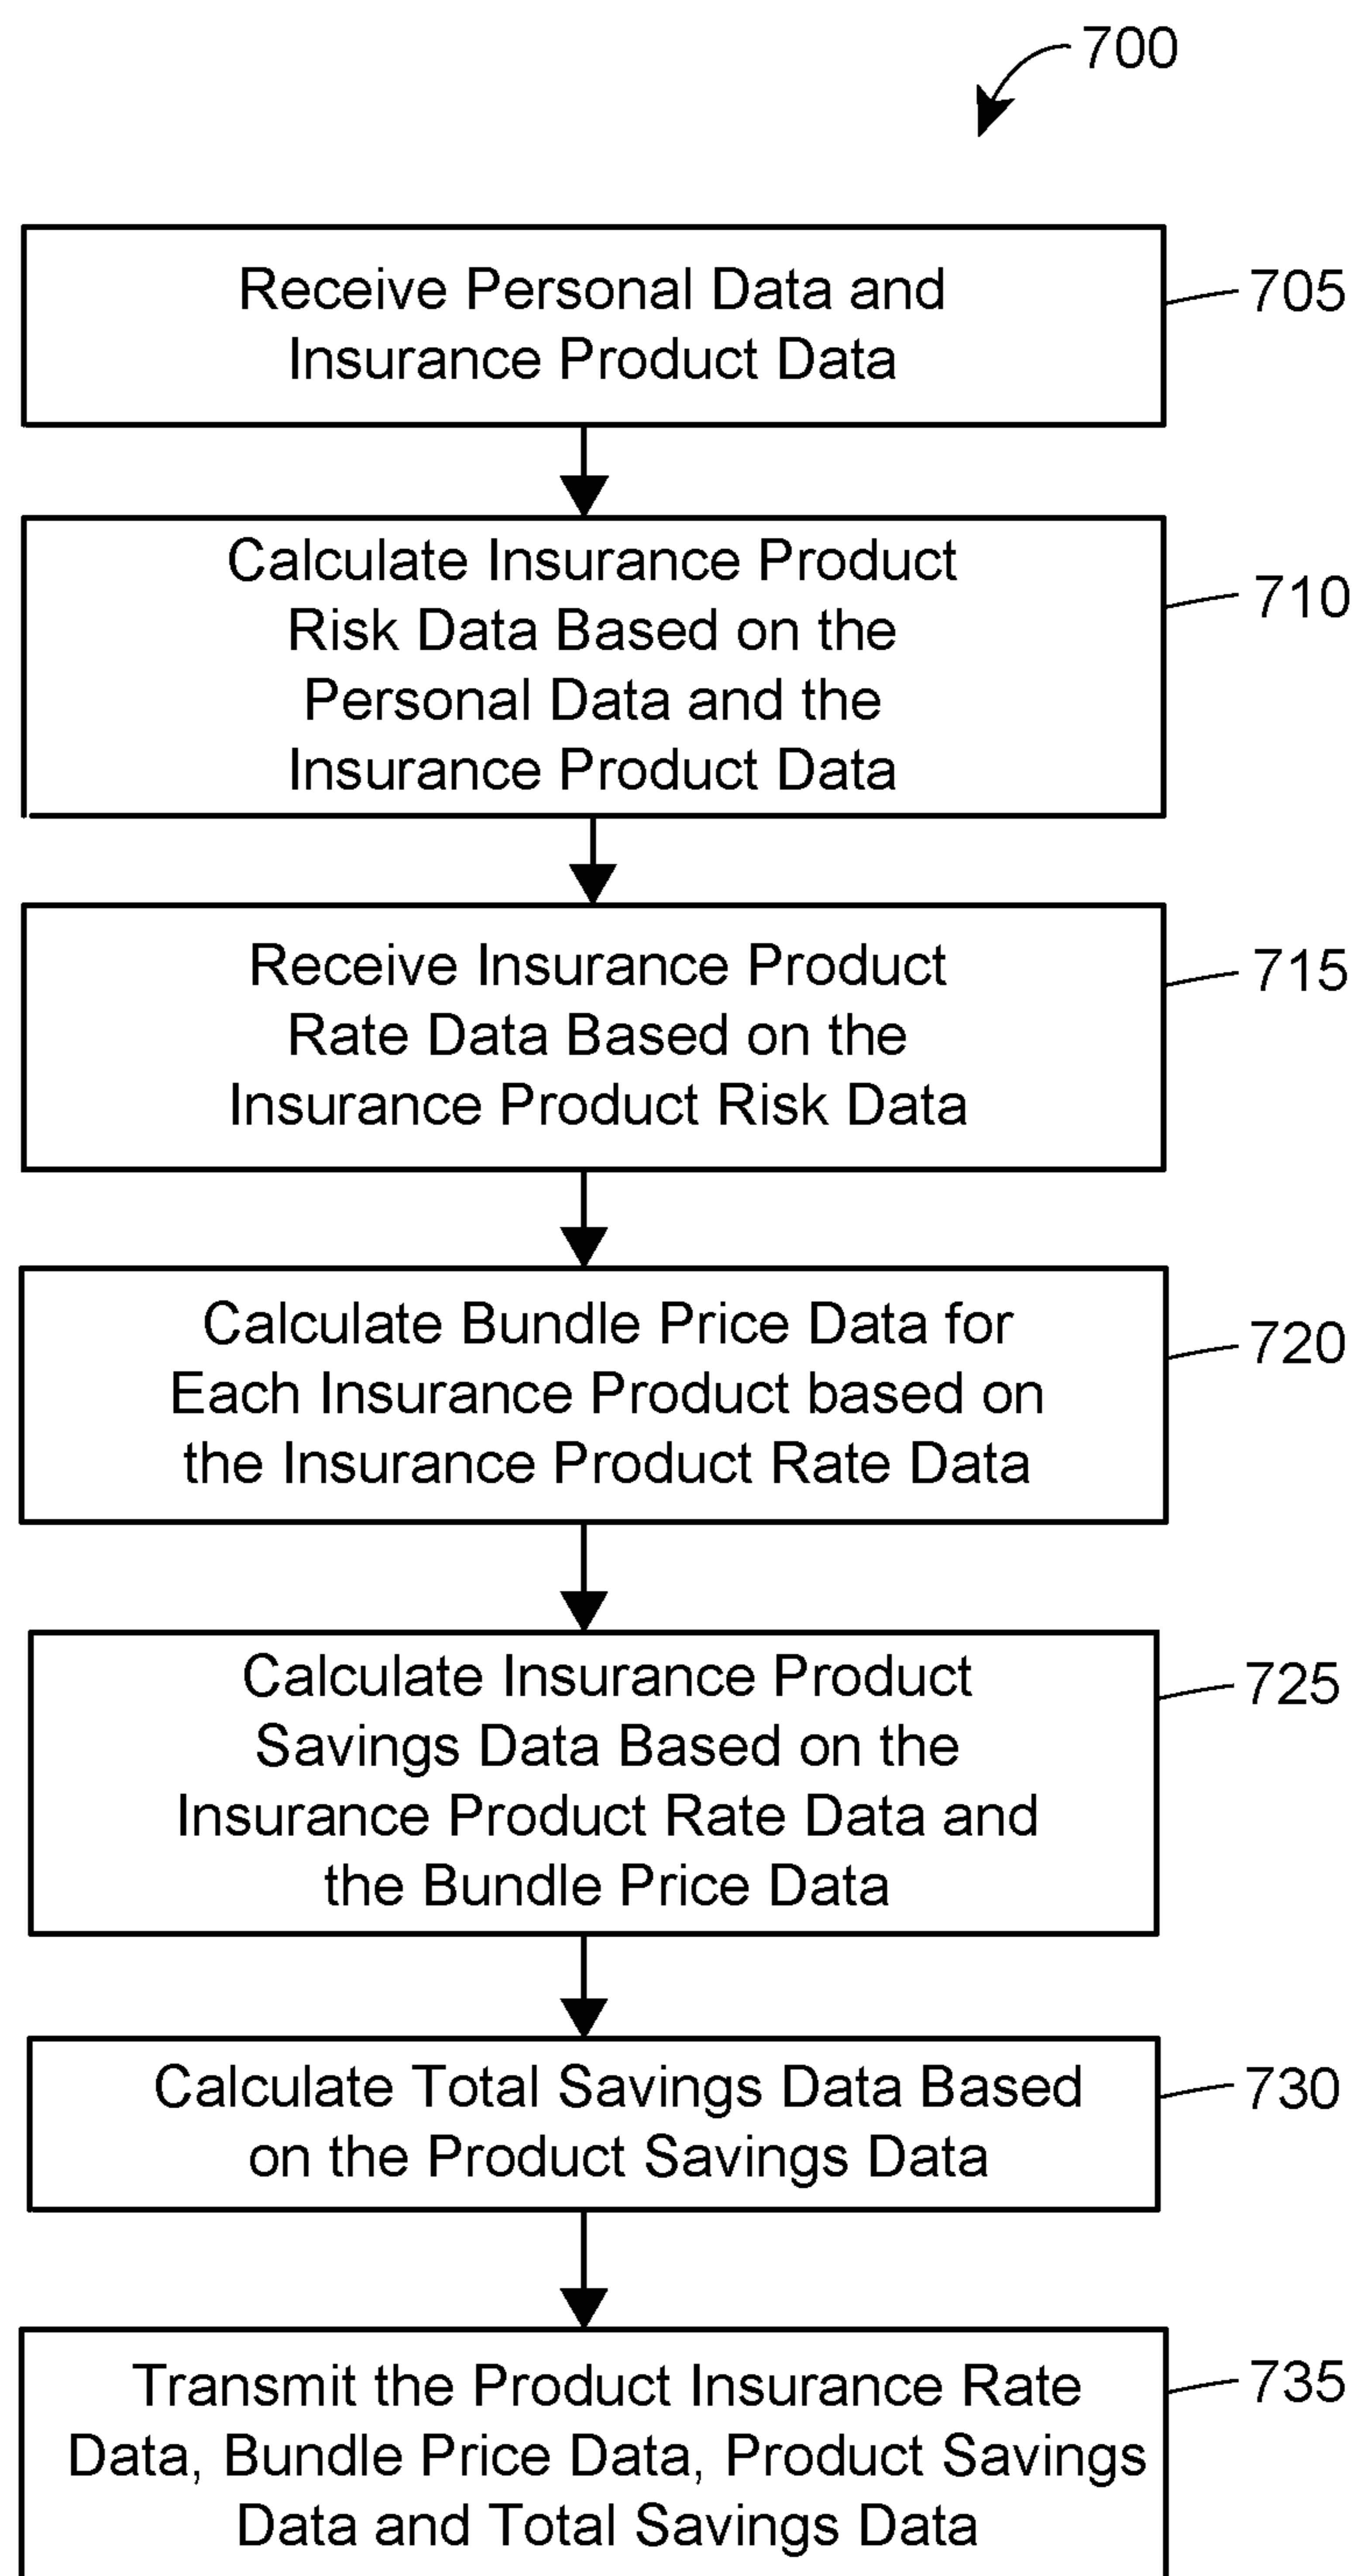 700
Receive Personal Data and
Insurance Product Data
705
Calculate Insurance Product
Risk Data Based on the
Personal Data and the
Insurance Product Data
710
Receive Insurance Product
Rate Data Based on the
Insurance Product Risk Data
715
Calculate Bundle Price Data for
Each Insurance Product based on
the Insurance Product Rate Data
720
Calculate Insurance Product
Savings Data Based on the
Insurance Product Rate Data and
the Bundle Price Data
725
Calculate Total Savings Data Based
on the Product Savings Data
730
Transmit the Product Insurance Rate
Data, Bundle Price Data, Product Savings
Data and Total Savings Data
735